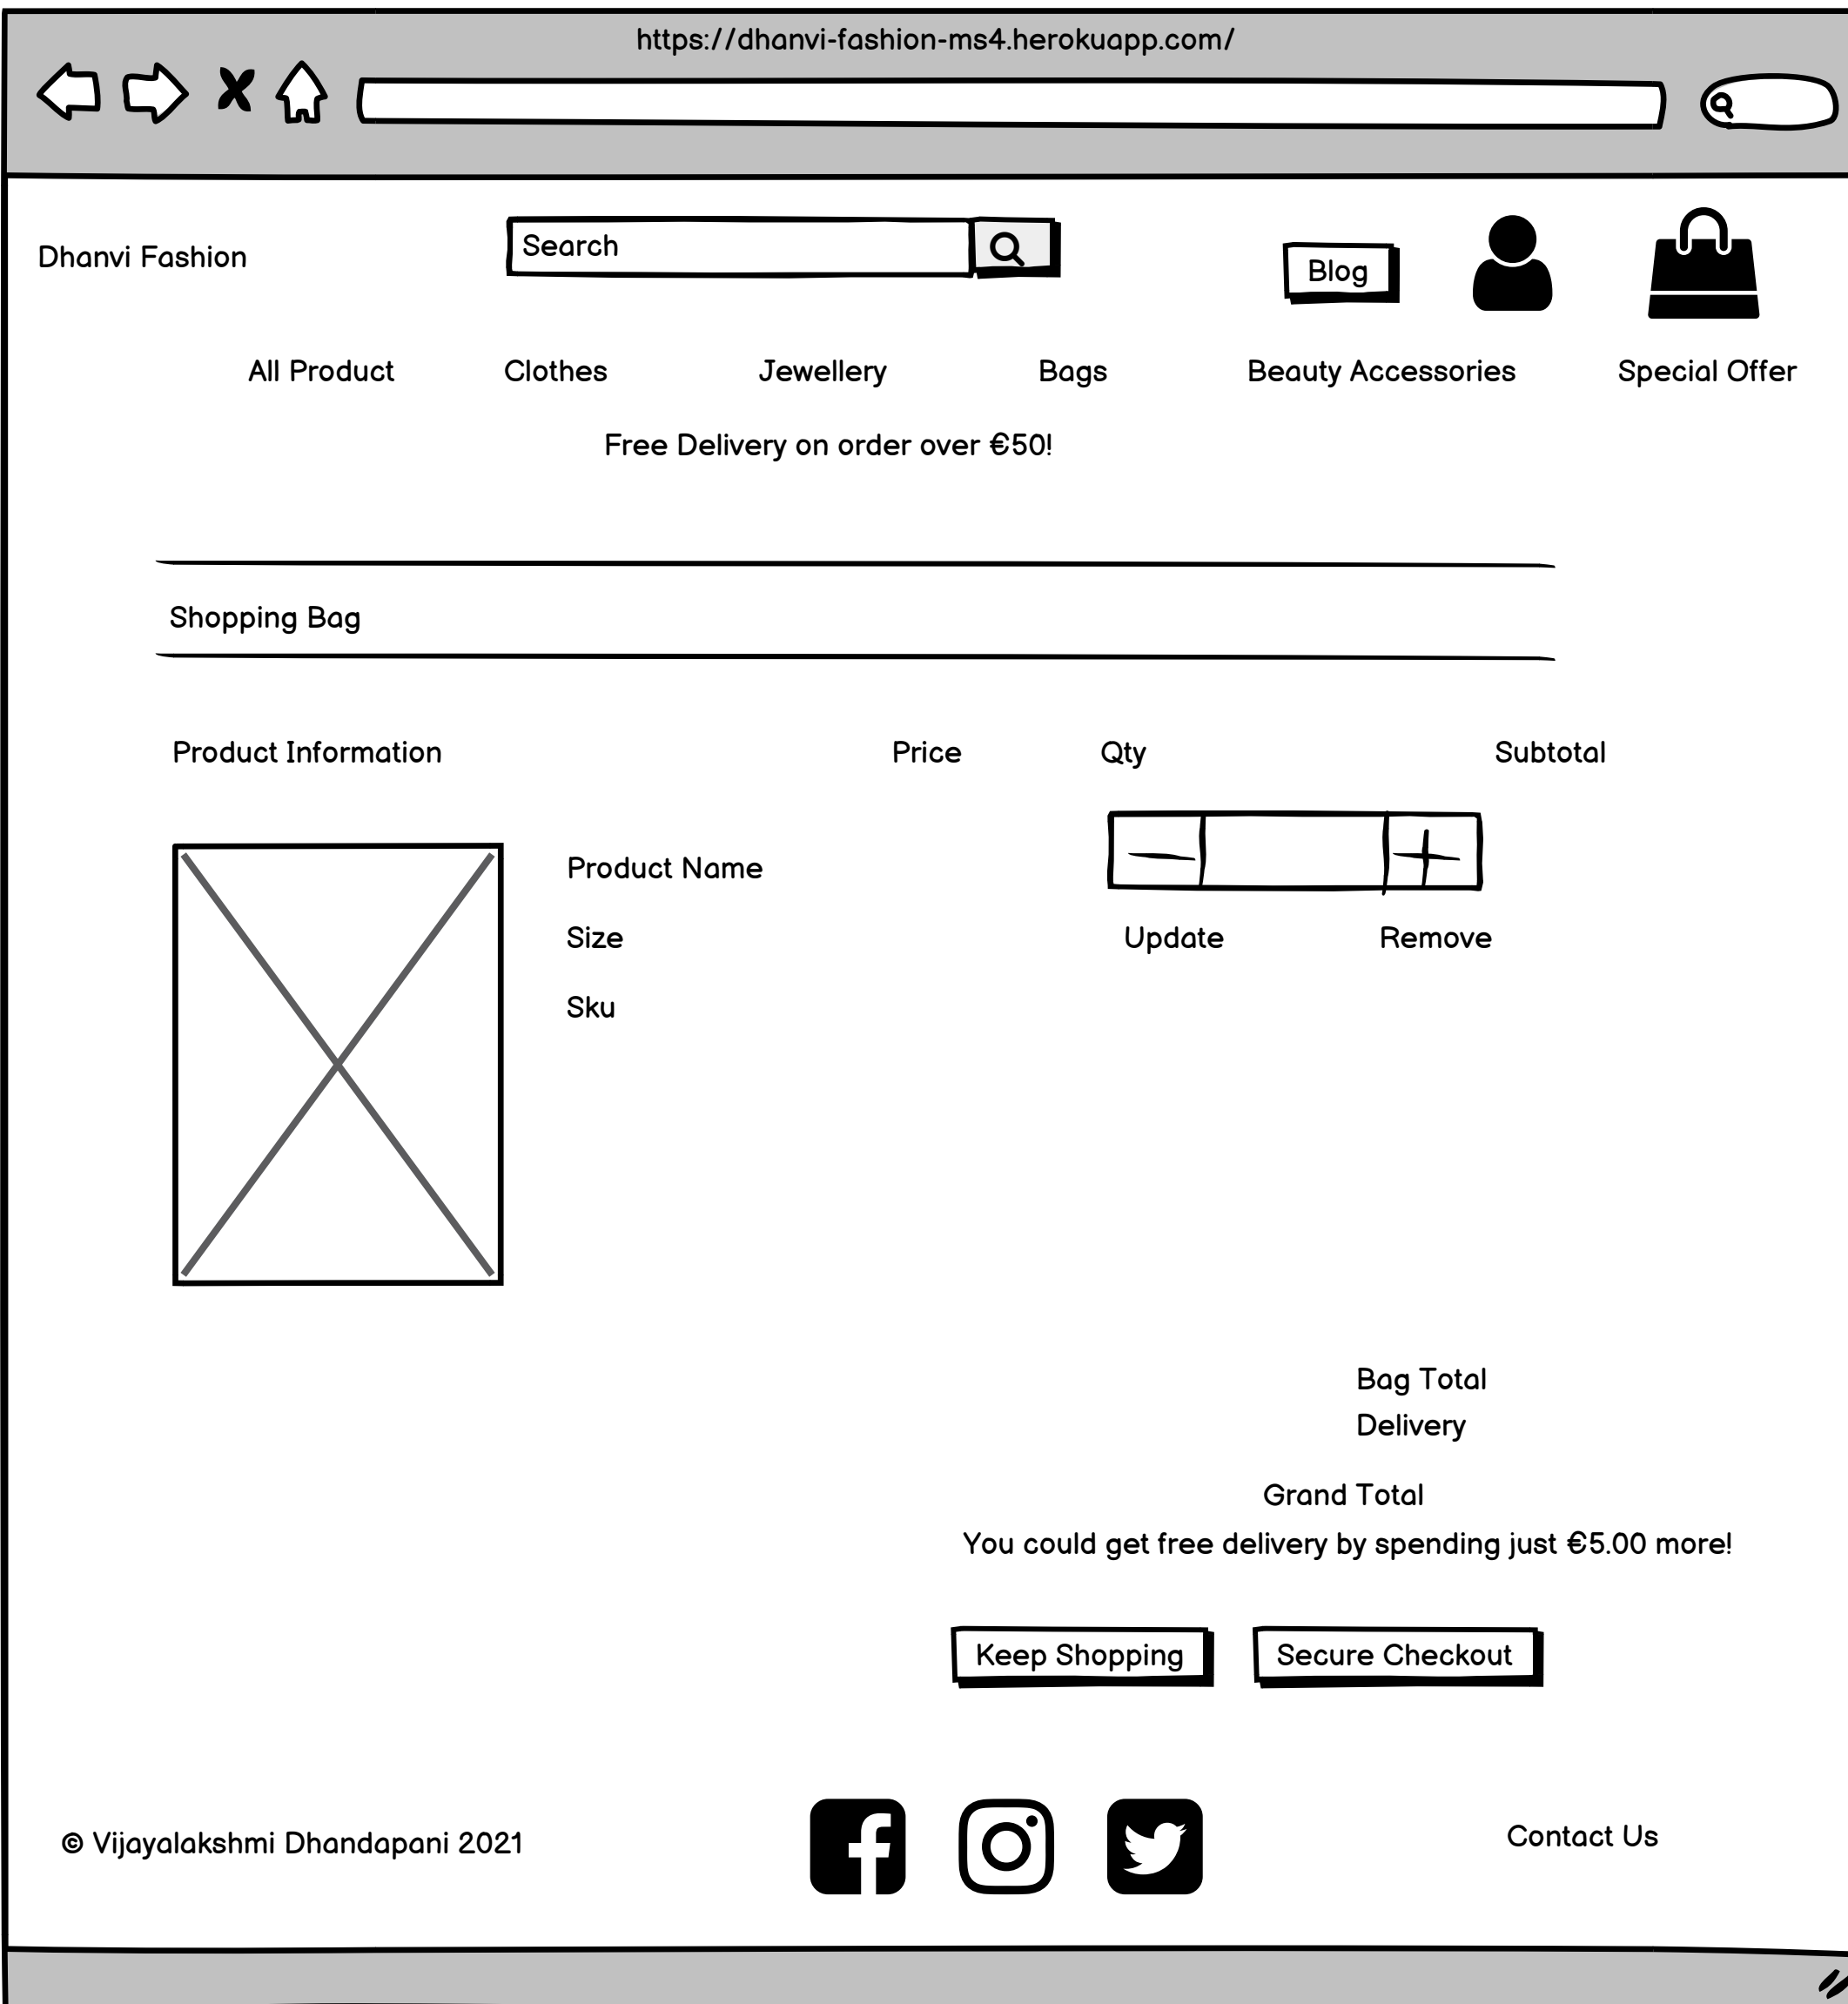 https://dhanvi-fashion-ms4.herokuapp.com/
Dhanvi Fashion
Search
Blog
All Product Clothes Jewellery Bags Beauty Accessories Special Offer
Free Delivery on order over €50!
Shopping Bag
Product Information Price Qty Subtotal
Product Name
Size
Sku
Update Remove
Bag Total
Delivery
Grand Total
You could get free delivery by spending just €5.00 more!
Keep Shopping Secure Checkout
© Vijayalakshmi Dhandapani 2021
Contact Us